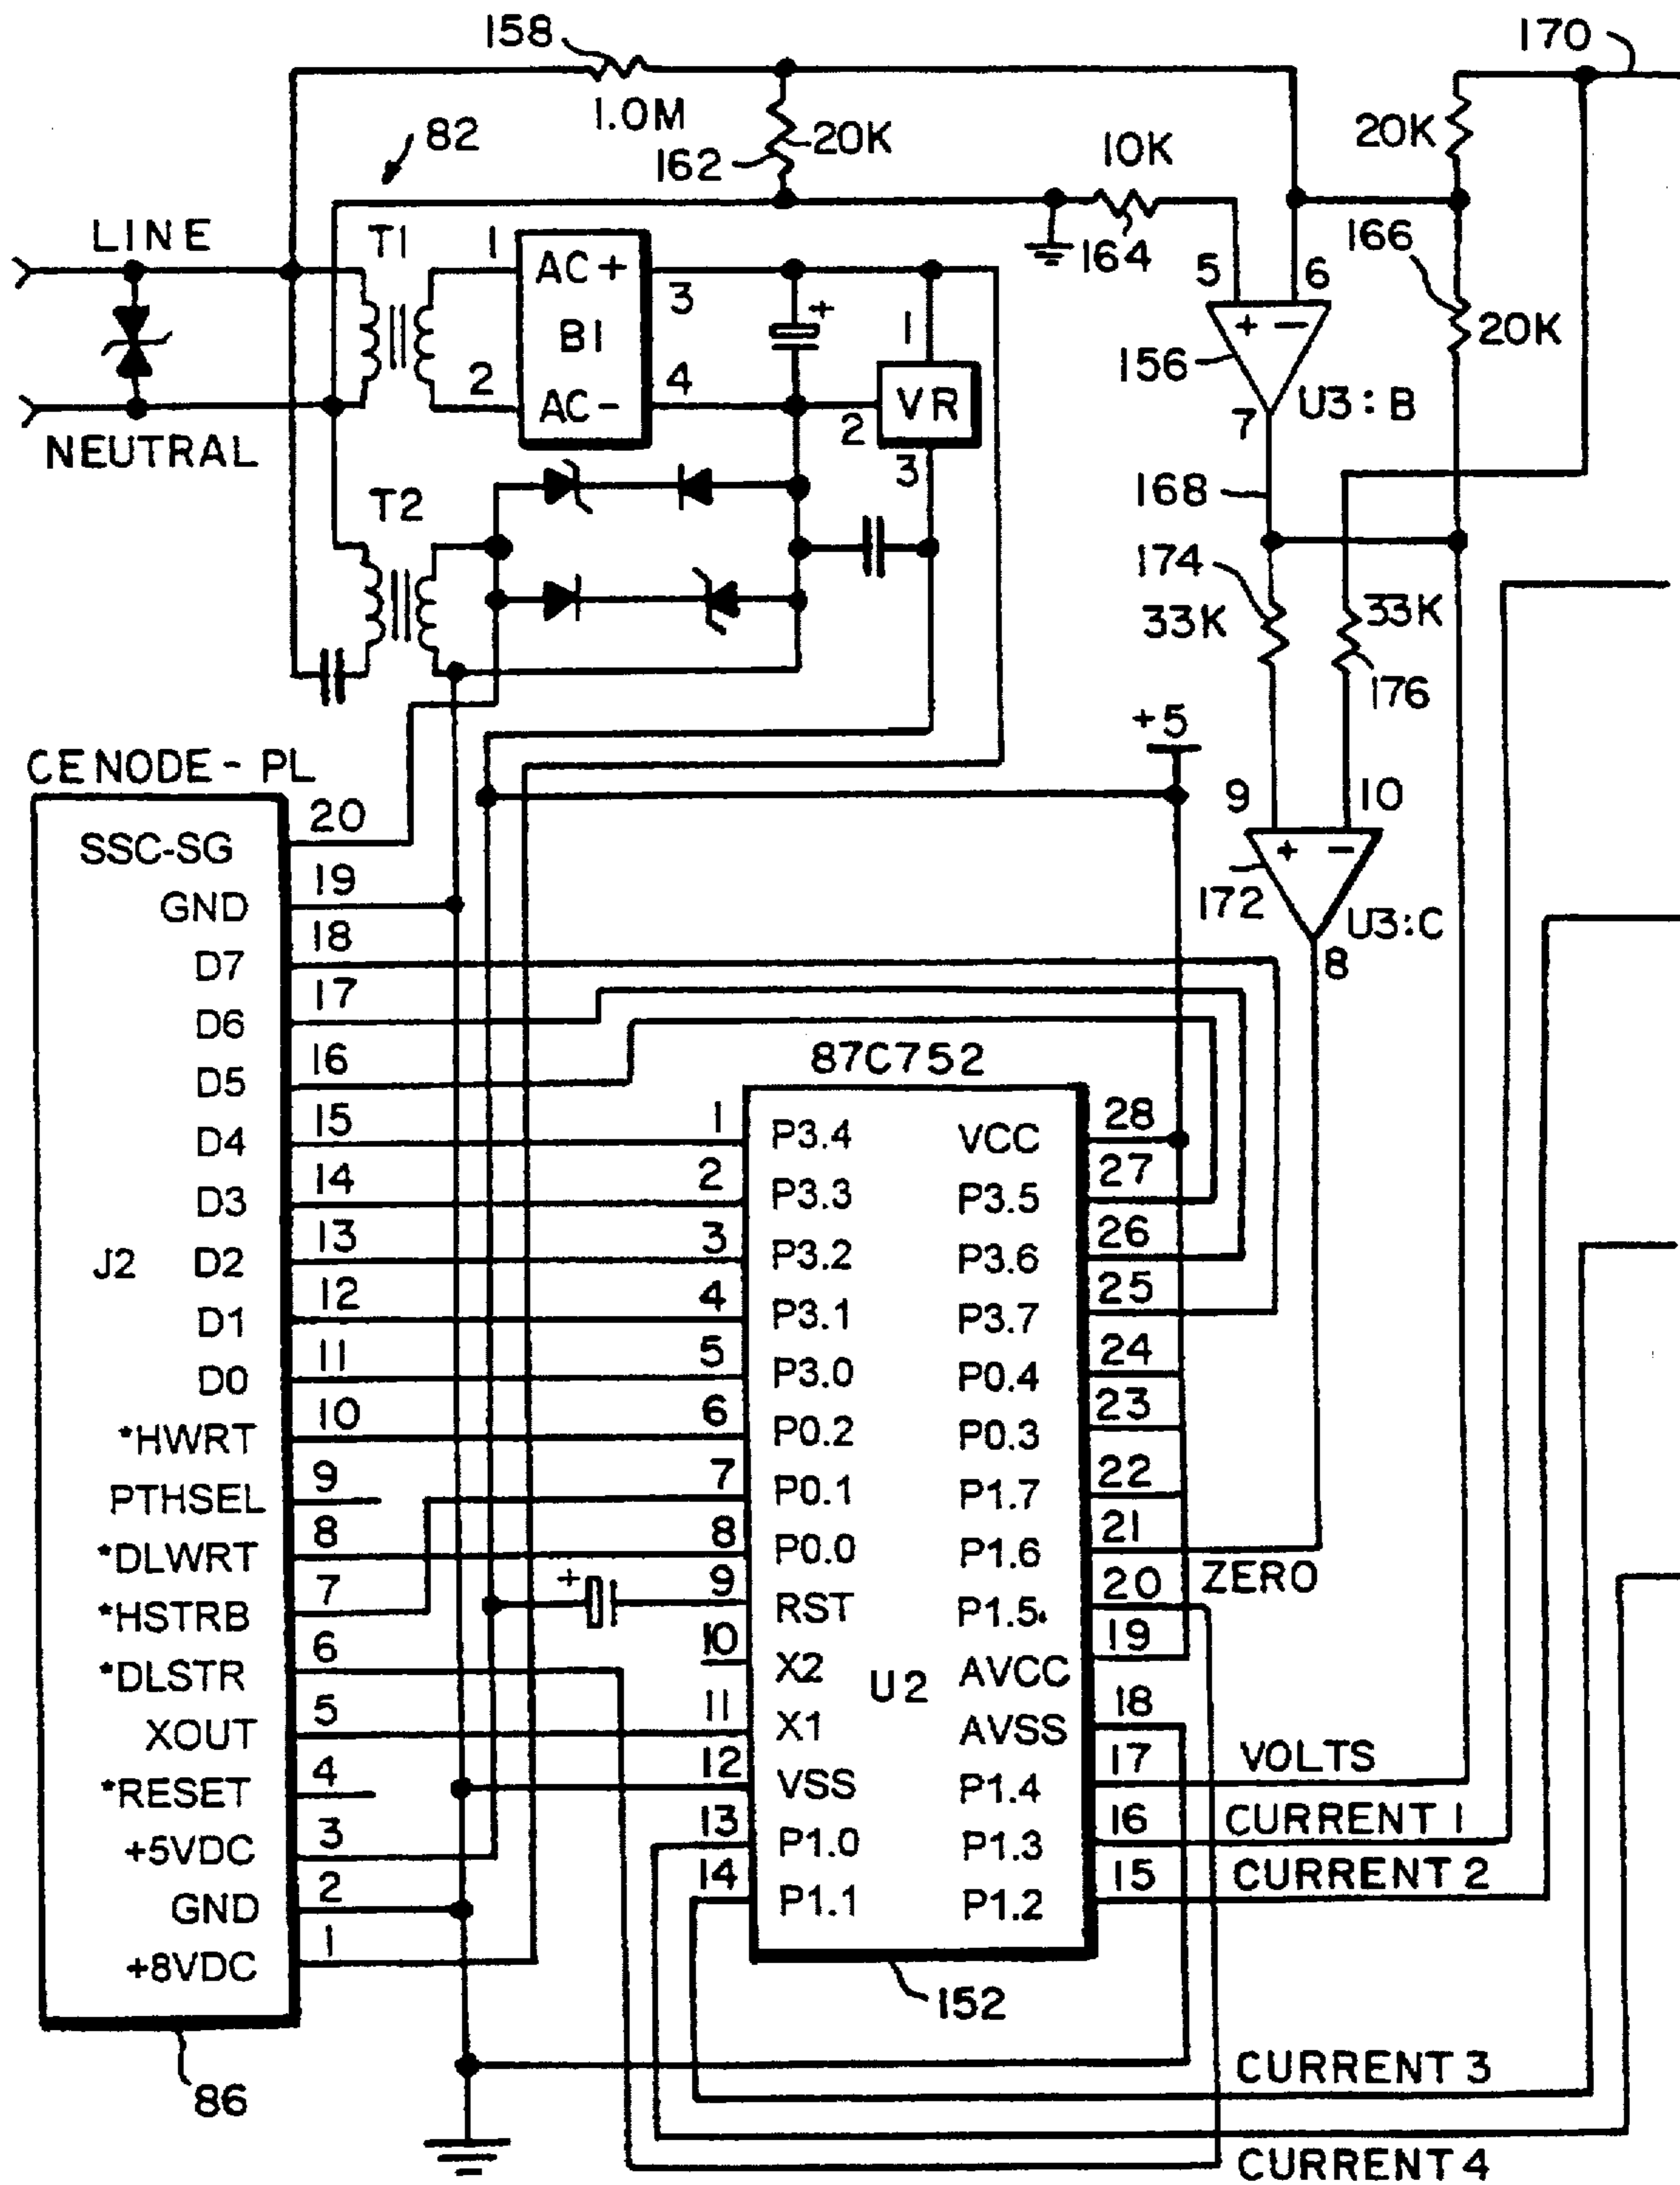 158
170
1.0M
20K
162
82
10K
20K
LINE
T1
1
AC+
3
164
5
6
166
B1
+
1
+ −
20K
156
2
AC-
4
2
VR
7
U3:B
NEUTRAL
3
168
T2
174
33K
33K
176
+5
CENODE-PL
9
10
20
SSC-SG
+ −
19
172
GND
U3:C
18
8
D7
17
D6
16
87C752
D5
15
1
P3.4
VCC
28
D4
14
2
27
D3
P3.3
P3.5
13
3
26
J2
D2
P3.2
P3.6
12
4
25
D1
P3.1
P3.7
11
5
24
D0
P3.0
P0.4
10
6
23
*HWRT
P0.2
P0.3
9
7
22
PTHSEL
P0.1
P1.7
8
8
21
*DLWRT
P0.0
P1.6
ZERO
7
+
9
20
*HSTRB
RST
P1.5
6
10
19
*DLSTR
X2
U2
AVCC
5
11
18
XOUT
X1
AVSS
4
12
17
VOLTS
*RESET
VSS
P1.4
3
13
16
CURRENT 1
+5VDC
P1.0
P1.3
2
14
15
CURRENT 2
GND
P1.1
P1.2
1
+8VDC
152
86
CURRENT 3
CURRENT 4